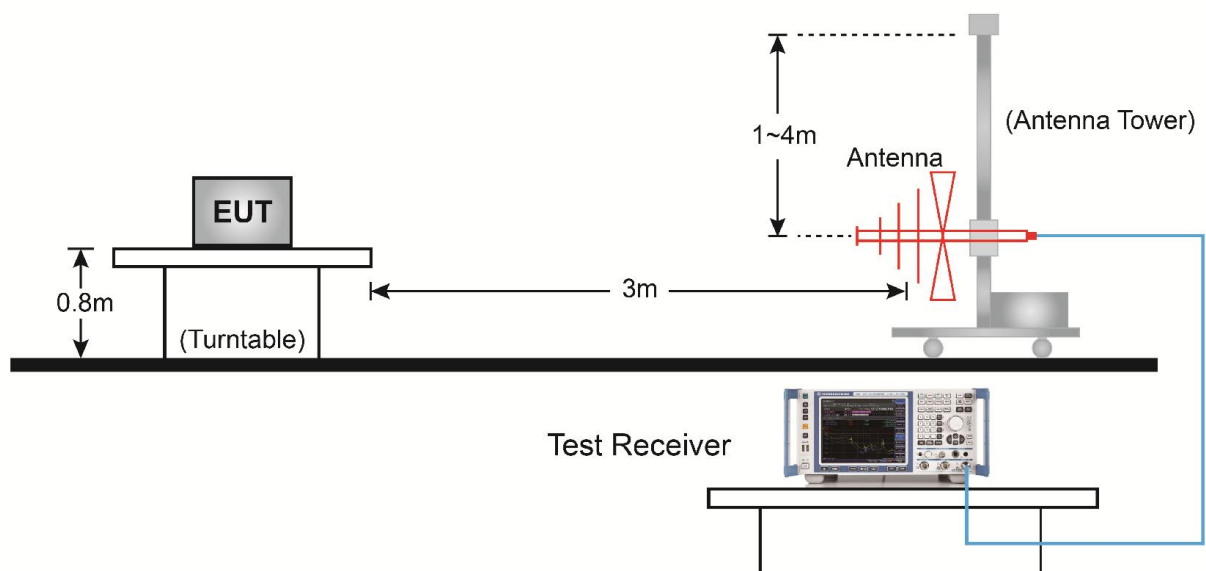 1~4m
(Antenna Tower)
Antenna
EUT
0.8m
3m
(Turntable)
Test Receiver